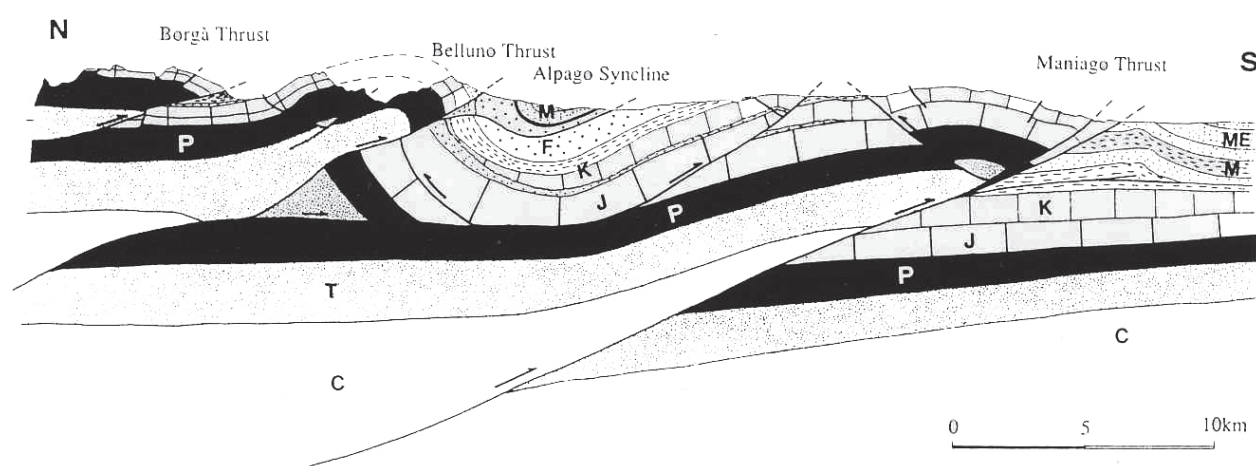 N
S
Borgà Thrust
Belluno Thrust
Alpago Syncline
Maniago Thrust
M
F
K
J
P
P
T
C
ME
M
K
J
P
C
0 5 10km